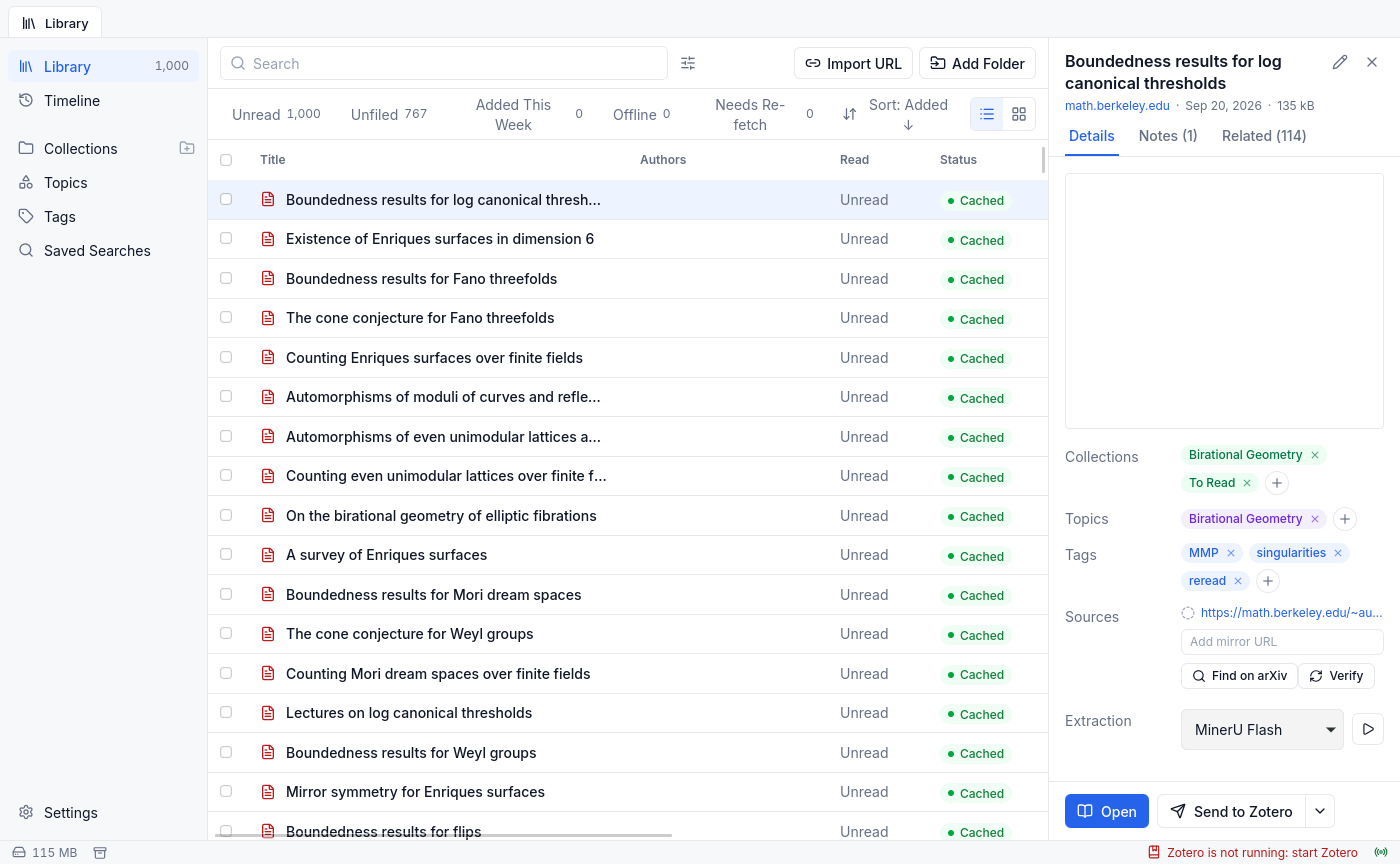 Library
Library 1,000
Timeline
Collections
Topics
Tags
Saved Searches
Settings
115 MB
Search
Import URL
Add Folder
Unread 1,000
Unfiled 767
Added This Week 0
Offline 0
Needs Re-fetch 0
Sort: Added ↓
Title Authors Read Status
Boundedness results for log canonical thresh... Unread Cached
Existence of Enriques surfaces in dimension 6 Unread Cached
Boundedness results for Fano threefolds Unread Cached
The cone conjecture for Fano threefolds Unread Cached
Counting Enriques surfaces over finite fields Unread Cached
Automorphisms of moduli of curves and refle... Unread Cached
Automorphisms of even unimodular lattices a... Unread Cached
Counting even unimodular lattices over finite f... Unread Cached
On the birational geometry of elliptic fibrations Unread Cached
A survey of Enriques surfaces Unread Cached
Boundedness results for Mori dream spaces Unread Cached
The cone conjecture for Weyl groups Unread Cached
Counting Mori dream spaces over finite fields Unread Cached
Lectures on log canonical thresholds Unread Cached
Boundedness results for Weyl groups Unread Cached
Mirror symmetry for Enriques surfaces Unread Cached
Boundedness results for flips Unread Cached
Boundedness results for log
canonical thresholds
math.berkeley.edu · Sep 20, 2026 · 135 kB
Details Notes (1) Related (114)
Collections Birational Geometry ×
To Read × +
Topics Birational Geometry × +
Tags MMP × singularities ×
reread × +
Sources https://math.berkeley.edu/~au...
Add mirror URL
Find on arXiv Verify
Extraction MinerU Flash
Open Send to Zotero
Zotero is not running: start Zotero